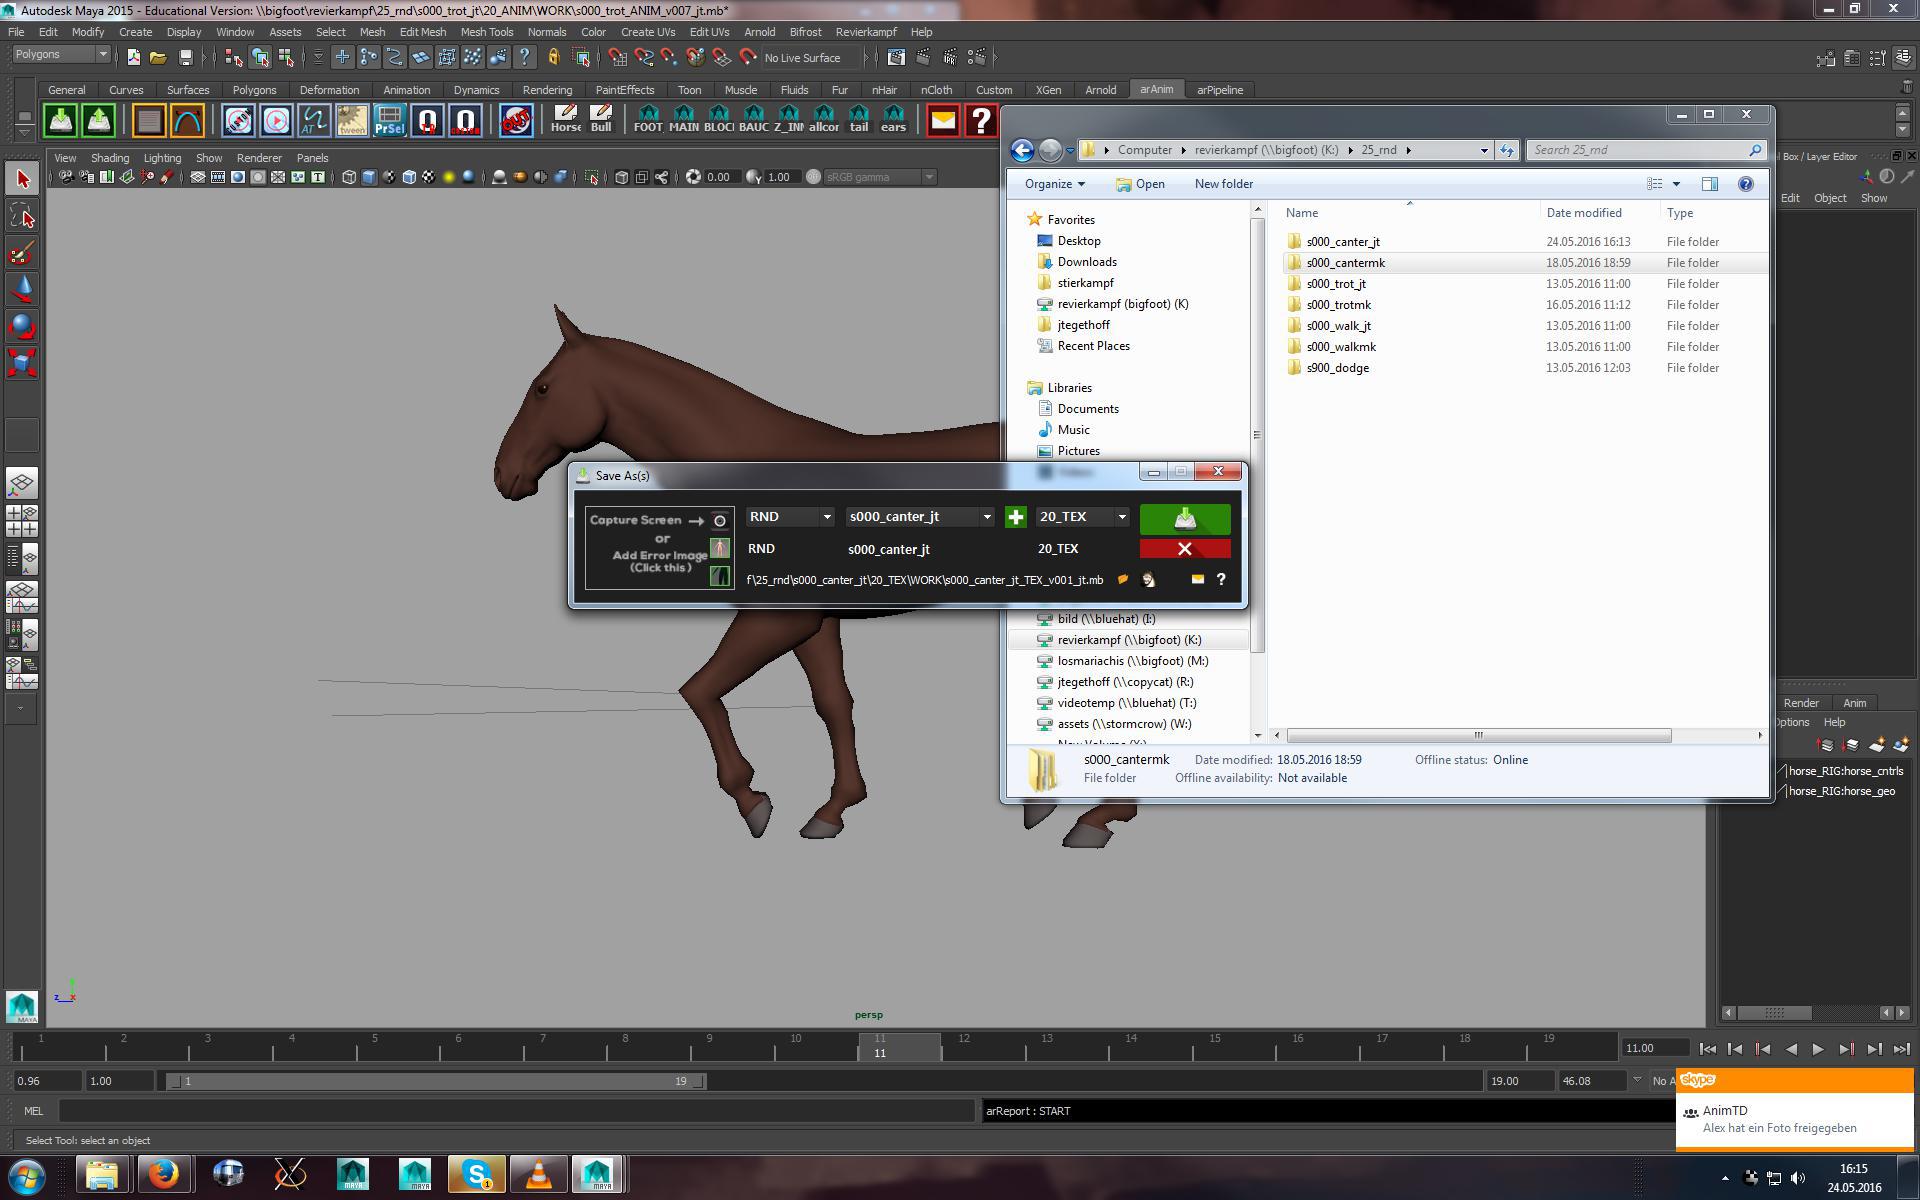 Autodesk Maya 2015 - Educational Version: \\bigfoot\revierkampf\25_rnd\s000_trot_jt\20_ANIM\WORK\s000_trot_ANIM_v007_jt.mb*
File Edit Modify Create Display Window Assets Select Mesh Edit Mesh Mesh Tools Normals Color Create UVs Edit UVs Arnold Bifrost Revierkampf Help
Polygons No Live Surface
General Curves Surfaces Polygons Deformation Animation Dynamics Rendering PaintEffects Toon Muscle Fluids Fur nHair nCloth Custom XGen Arnold arAnim arPipeline
AT tween PrSel OUT Horse Bull FOOT MAIN BLOCI BAUC Z_INI allcor tail ears ?
View Shading Lighting Show Renderer Panels
0.00 1.00 sRGB gamma
Computer revierkampf (\\bigfoot) (K:) 25_rnd Search 25_rnd
Organize Open New folder
Name Date modified Type
s000_canter_jt 24.05.2016 16:13 File folder
s000_cantermk 18.05.2016 18:59 File folder
s000_trot_jt 13.05.2016 11:00 File folder
s000_trotmk 16.05.2016 11:12 File folder
s000_walk_jt 13.05.2016 11:00 File folder
s000_walkmk 13.05.2016 11:00 File folder
s900_dodge 13.05.2016 12:03 File folder
Favorites
Desktop
Downloads
stierkampf
revierkampf (bigfoot) (K)
jtegethoff
Recent Places
Libraries
Documents
Music
Pictures
bild (\\bluehat) (I:)
revierkampf (\\bigfoot) (K:)
losmariachis (\\bigfoot) (M:)
jtegethoff (\\copycat) (R:)
videotemp (\\bluehat) (T:)
assets (\\stormcrow) (W:)
s000_cantermk Date modified: 18.05.2016 18:59 Offline status: Online
File folder Offline availability: Not available
Save As(s)
Capture Screen
or
Add Error Image
(Click this )
RND s000_canter_jt 20_TEX
RND s000_canter_jt 20_TEX
f\25_rnd\s000_canter_jt\20_TEX\WORK\s000_canter_jt_TEX_v001_jt.mb ?
l Box / Layer Editor
Edit Object Show
Render Anim
ptions Help
horse_RIG:horse_cntrls
horse_RIG:horse_geo
z x
persp
1 2 3 4 5 6 7 8 9 10 11 12 13 14 15 16 17 18 19
11
11.00
0.96 1.00 1 19 19.00 46.08 No A
MEL arReport : START
Select Tool: select an object
skype
AnimTD
Alex hat ein Foto freigegeben
MAYA
16:15
24.05.2016